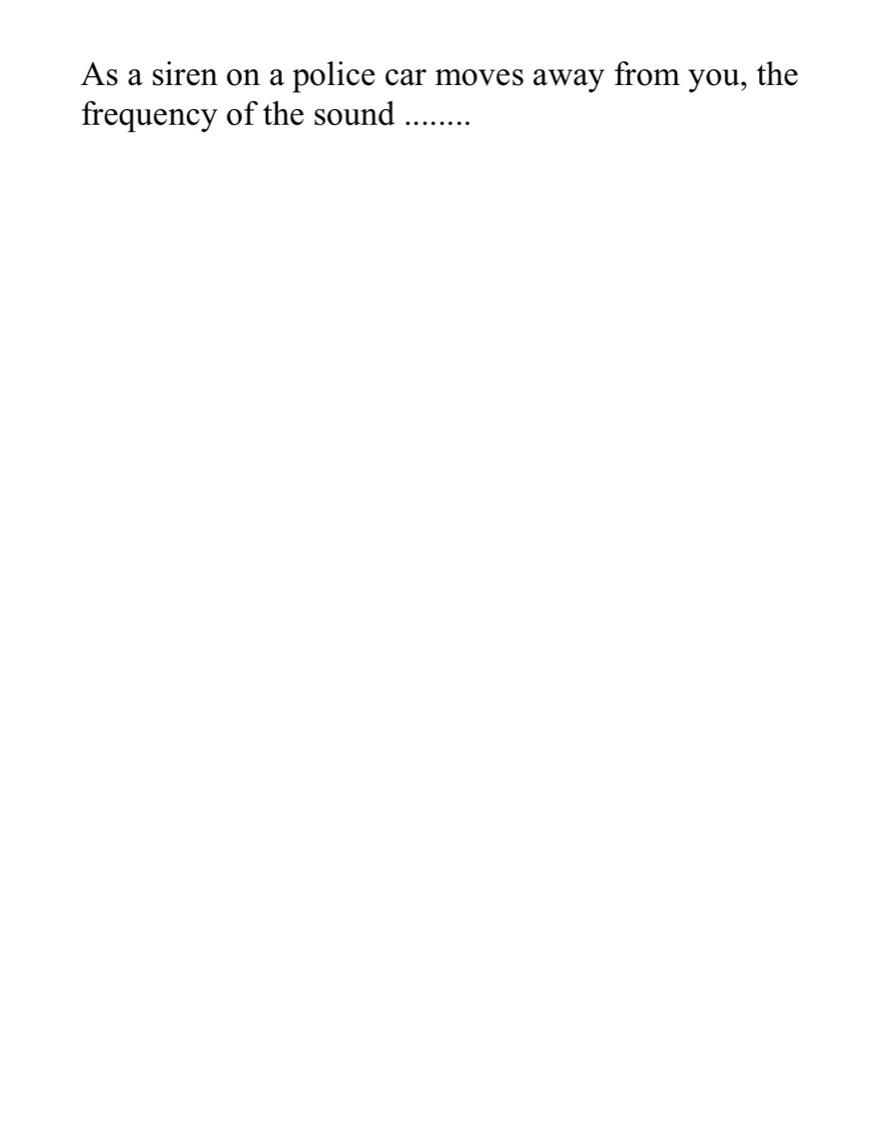 As a siren on a police car moves away from you, the
frequency of the sound ........